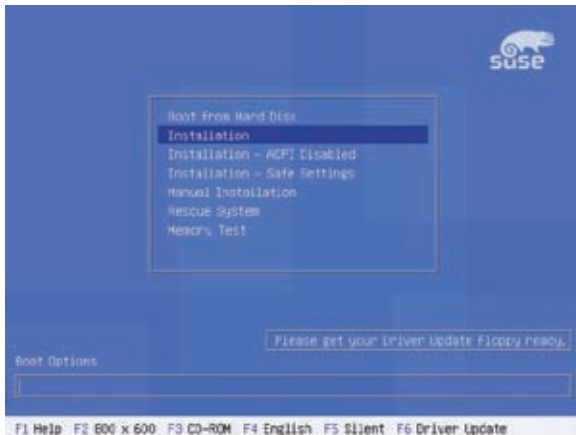 suse
Boot from Hard Disk
Installation
Installation - ACPI Disabled
Installation - Safe Settings
Manual Installation
Rescue System
Memory Test
Please get your Driver Update Floppy ready.
Boot Options
F1 Help F2 800 x 600 F3 CD-ROM F4 English F5 Silent F6 Driver Update